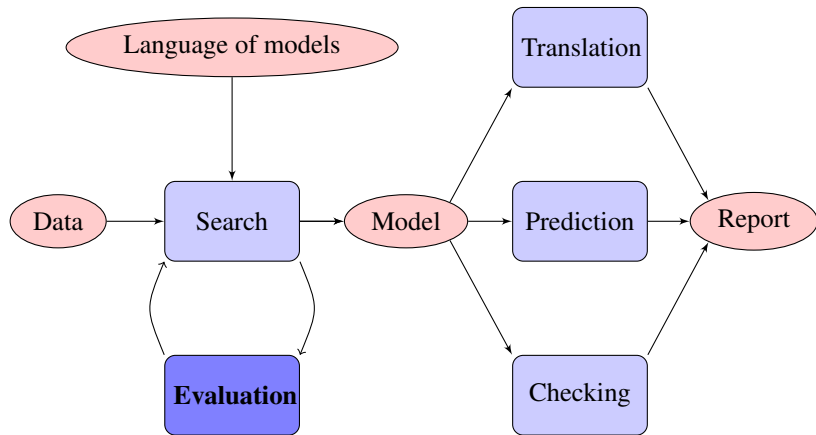 Language of models
Translation
Data
Search
Model
Prediction
Report
Evaluation
Checking